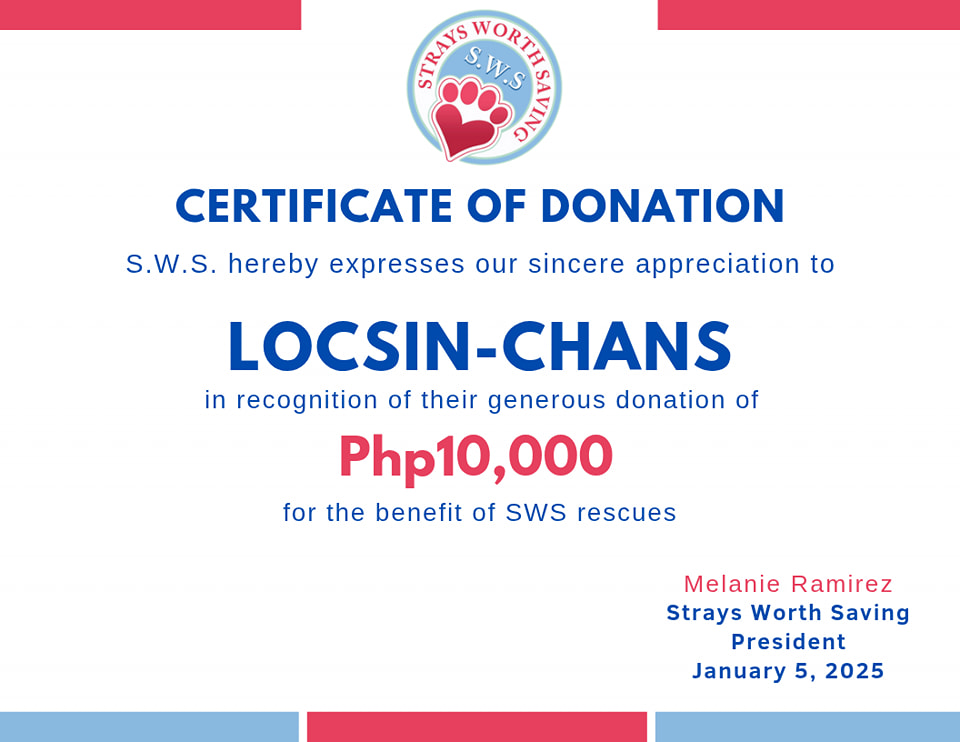 STRAYS WORTH SAVING
S.W.S
CERTIFICATE OF DONATION
S.W.S. hereby expresses our sincere appreciation to
LOCSIN-CHANS
in recognition of their generous donation of
Php10,000
for the benefit of SWS rescues
Melanie Ramirez
Strays Worth Saving
President
January 5, 2025